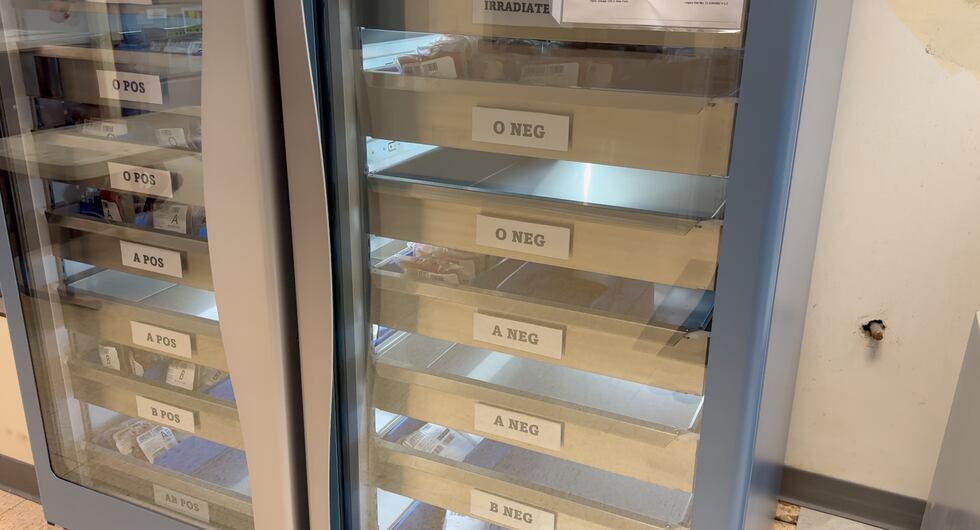 O POS
O POS
A POS
A
A POS
B
B POS
AB POS
IRRADIATE
O NEG
O NEG
A NEG
A NEG
B NEG